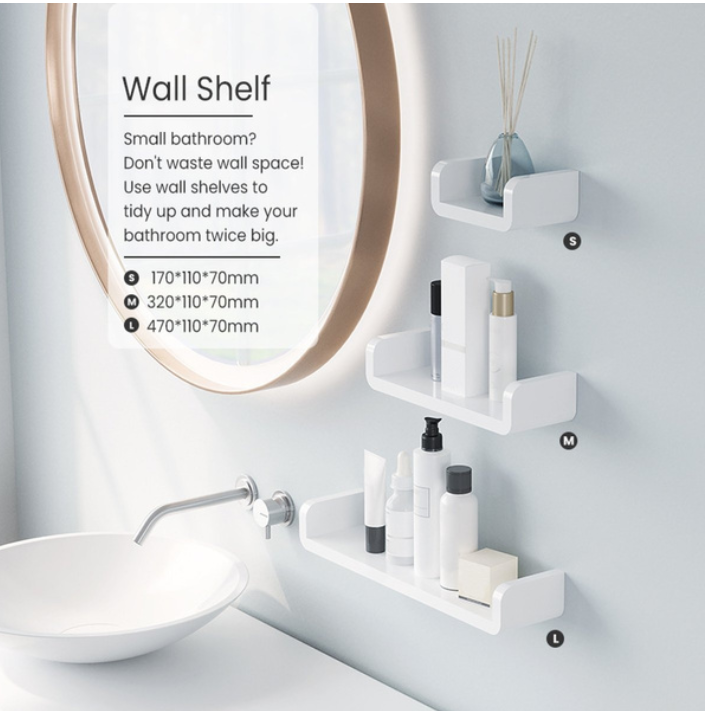 Wall Shelf
Small bathroom?
Don't waste wall space!
Use wall shelves to
tidy up and make your
bathroom twice big.
S 170*110*70mm
M 320*110*70mm
L 470*110*70mm
S
M
L